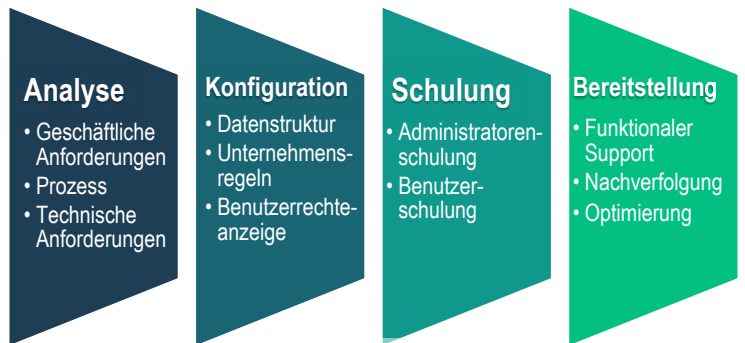 Analyse
• Geschäftliche
Anforderungen
• Prozess
• Technische
Anforderungen
Konfiguration
• Datenstruktur
• Unternehmens-
regeln
• Benutzerrechte-
anzeige
Schulung
• Administratoren-
schulung
• Benutzer-
schulung
Bereitstellung
• Funktionaler
Support
• Nachverfolgung
• Optimierung